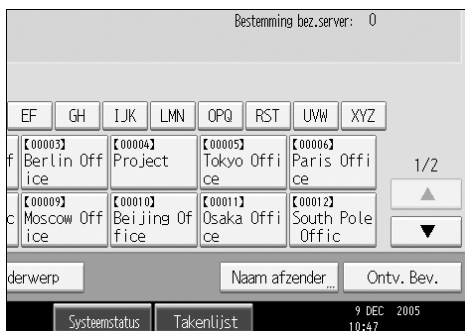 Bestemming bez.server: 0
EF GH IJK LMN OPQ RST UVW XYZ
【00003】 【00004】 【00005】 【00006】
f Berlin Off Project Tokyo Offi Paris Offi
ice ce ce
1/2
【00009】 【00010】 【00011】 【00012】
c Moscow Off Beijing Of Osaka Offi South Pole
ice fice ce Offic
derwerp Naam afzender... Ontv. Bev.
Systeemstatus Takenlijst 9 DEC 2005
10:47